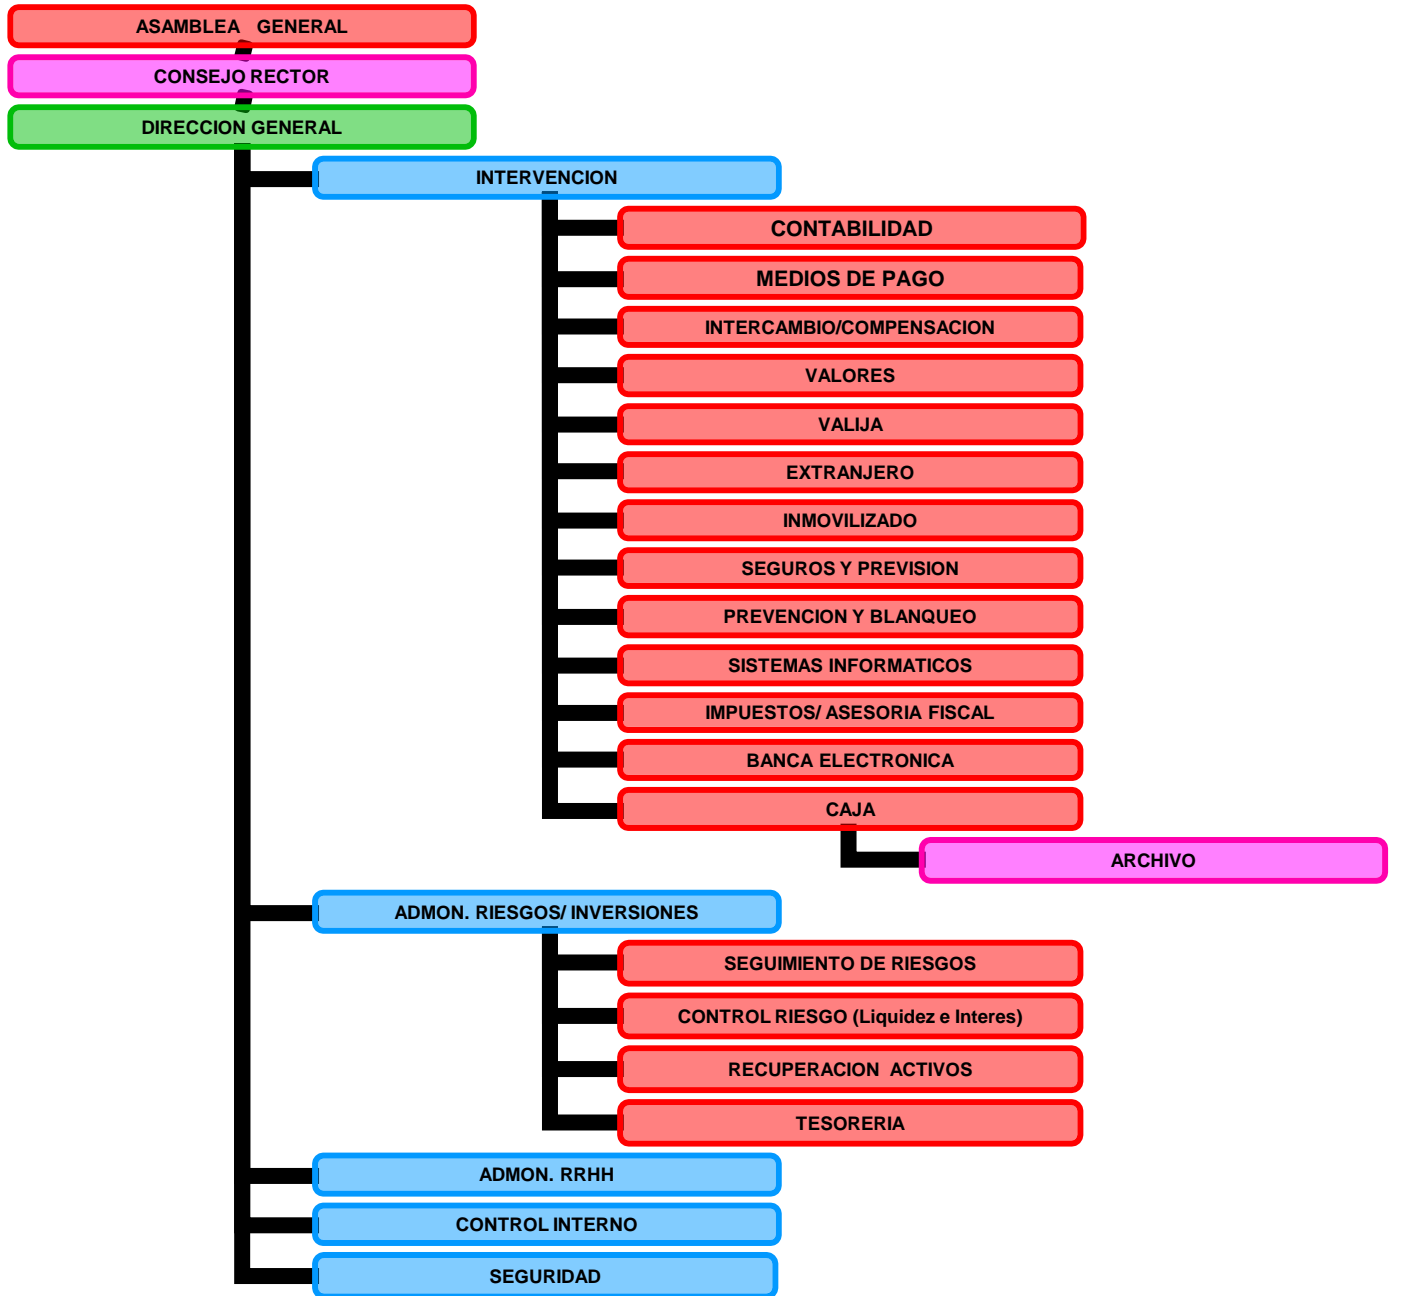 ASAMBLEA GENERAL
CONSEJO RECTOR
DIRECCION GENERAL
INTERVENCION
CONTABILIDAD
MEDIOS DE PAGO
INTERCAMBIO/COMPENSACION
VALORES
VALIJA
EXTRANJERO
INMOVILIZADO
SEGUROS Y PREVISION
PREVENCION Y BLANQUEO
SISTEMAS INFORMATICOS
IMPUESTOS/ ASESORIA FISCAL
BANCA ELECTRONICA
CAJA
ARCHIVO
ADMON. RIESGOS/ INVERSIONES
SEGUIMIENTO DE RIESGOS
CONTROL RIESGO (Liquidez e Interes)
RECUPERACION ACTIVOS
TESORERIA
ADMON. RRHH
CONTROL INTERNO
SEGURIDAD